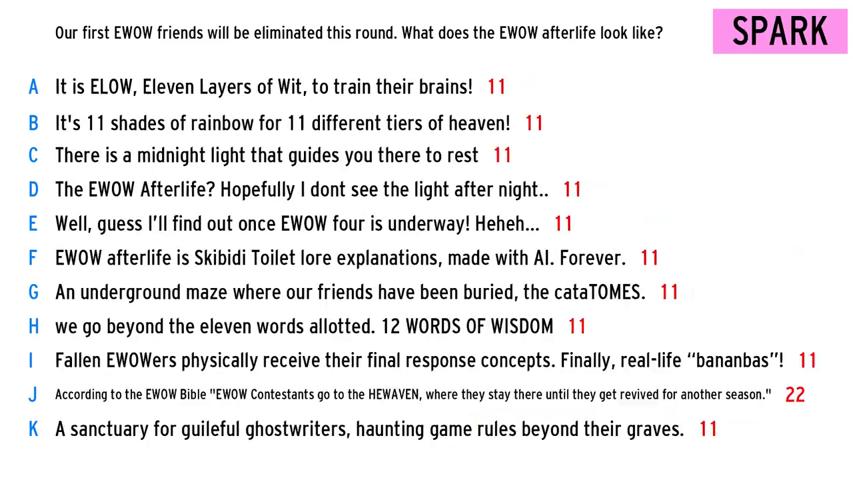 Our first EWOW friends will be eliminated this round. What does the EWOW afterlife look like?
SPARK
A It is ELOW, Eleven Layers of Wit, to train their brains! 11
B It's 11 shades of rainbow for 11 different tiers of heaven! 11
C There is a midnight light that guides you there to rest 11
D The EWOW Afterlife? Hopefully I dont see the light after night.. 11
E Well, guess I'll find out once EWOW four is underway! Heheh... 11
F EWOW afterlife is Skibidi Toilet lore explanations, made with AI. Forever. 11
G An underground maze where our friends have been buried, the cataTOMES. 11
H we go beyond the eleven words allotted. 12 WORDS OF WISDOM 11
I Fallen EWOWers physically receive their final response concepts. Finally, real-life “bananbas”! 11
J According to the EWOW Bible "EWOW Contestants go to the HEWAVEN, where they stay there until they get revived for another season." 22
K A sanctuary for guileful ghostwriters, haunting game rules beyond their graves. 11